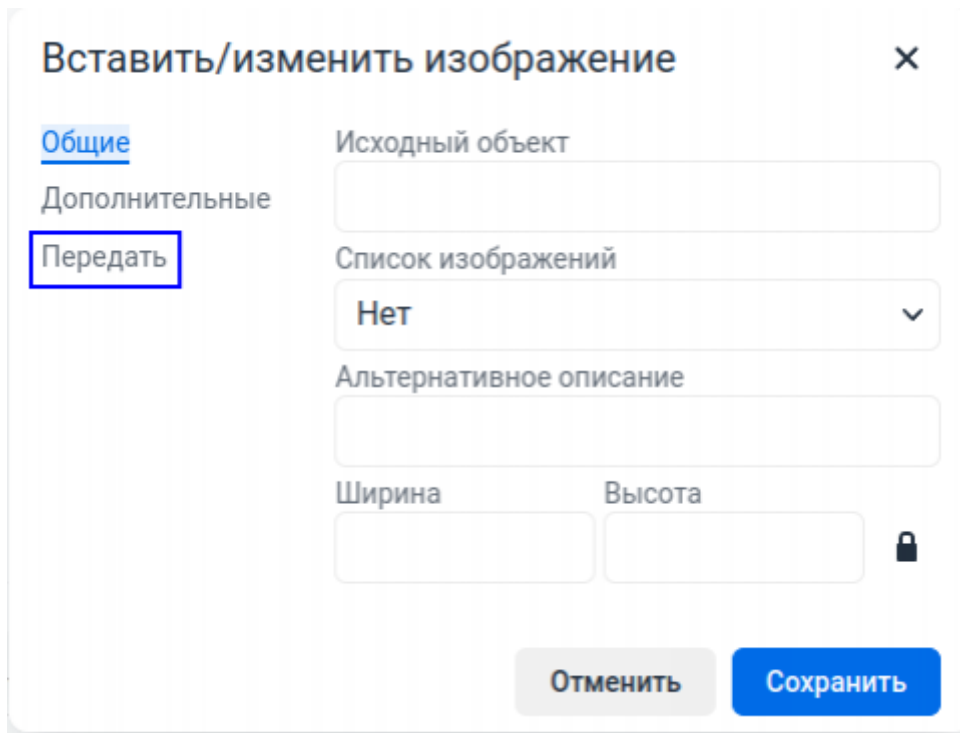 Вставить/изменить изображение
Общие
Дополнительные
Передать
Исходный объект
Список изображений
Нет
Альтернативное описание
Ширина
Высота
Отменить
Сохранить